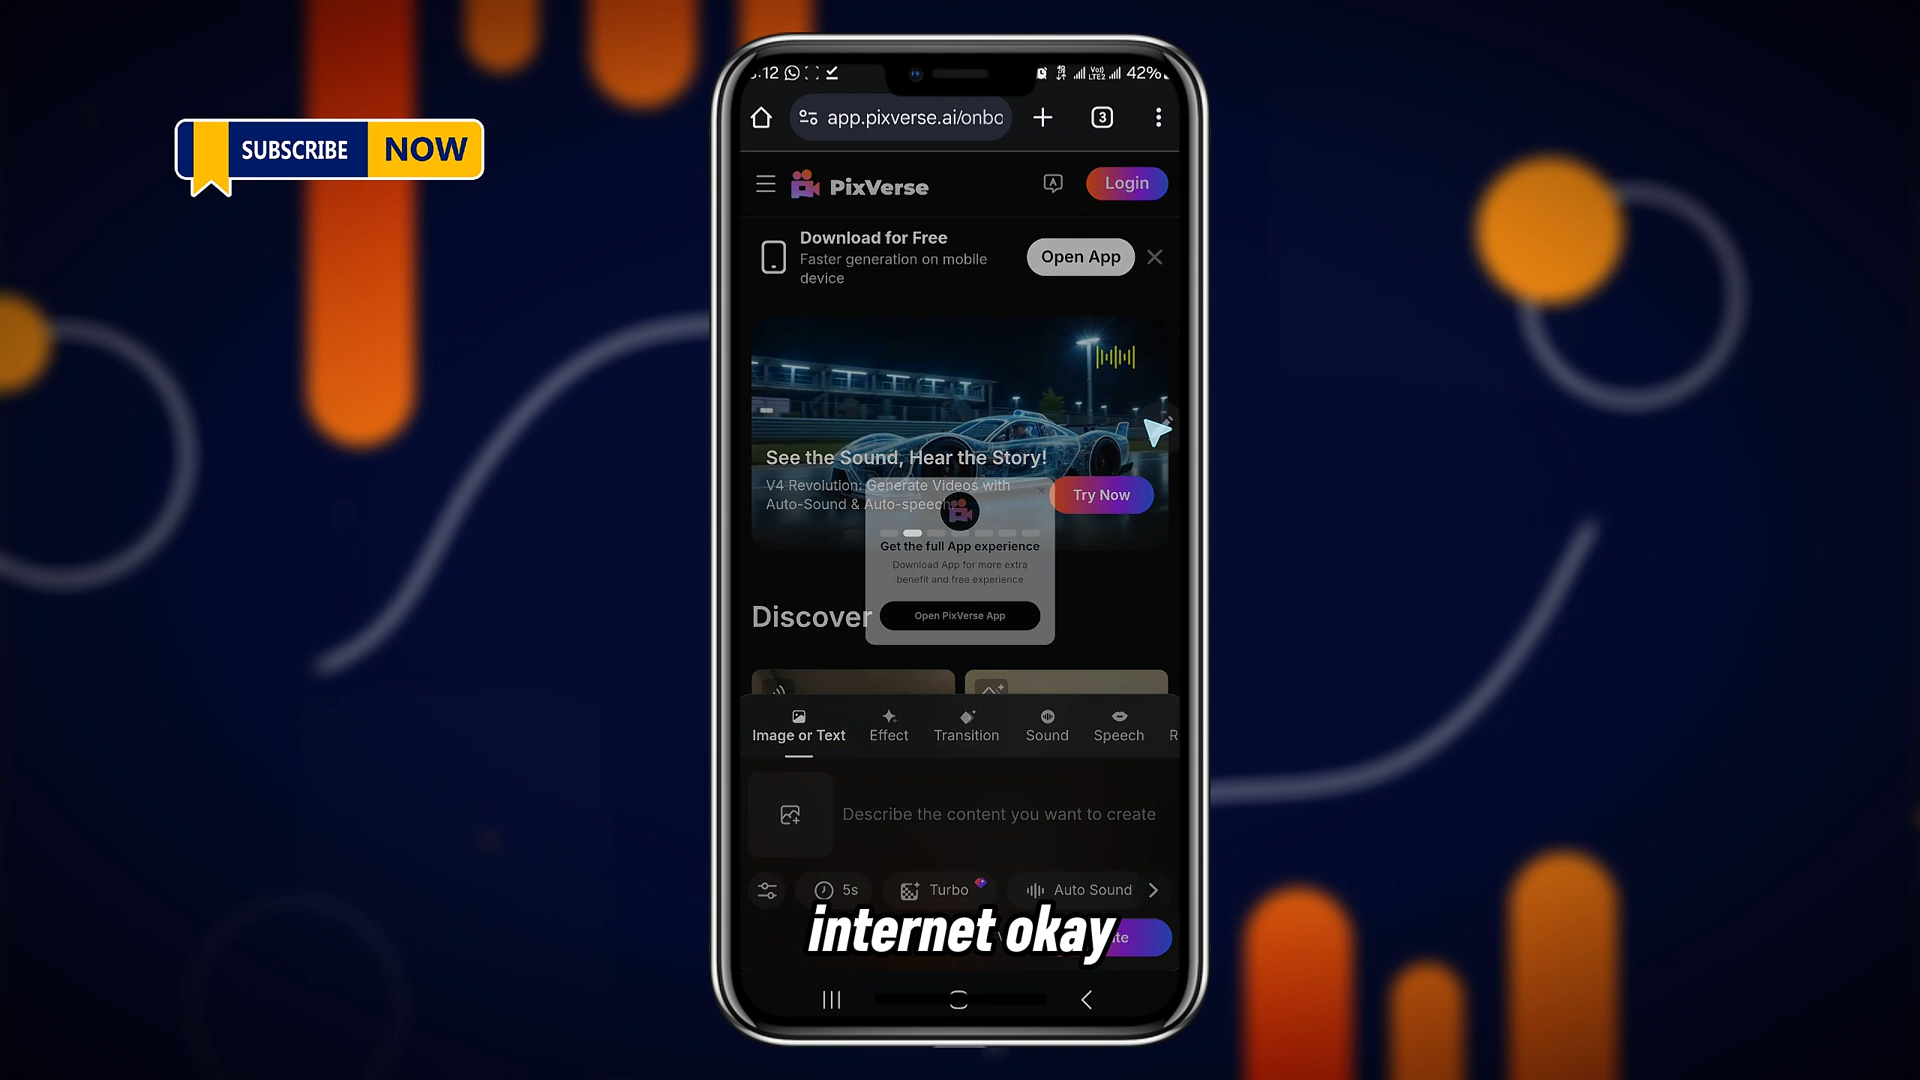 SUBSCRIBE NOW
:12 42%
app.pixverse.ai/onbo
3
PixVerse
Login
Download for Free
Faster generation on mobile
device
Open App
See the Sound, Hear the Story!
V4 Revolution: Generate Videos with
Auto-Sound & Auto-speech.
Try Now
Get the full App experience
Download App for more extra
benefit and free experience
Open PixVerse App
Discover
Image or Text
Effect
Transition
Sound
Speech
R
Describe the content you want to create
5s
Turbo
Auto Sound
internet okay